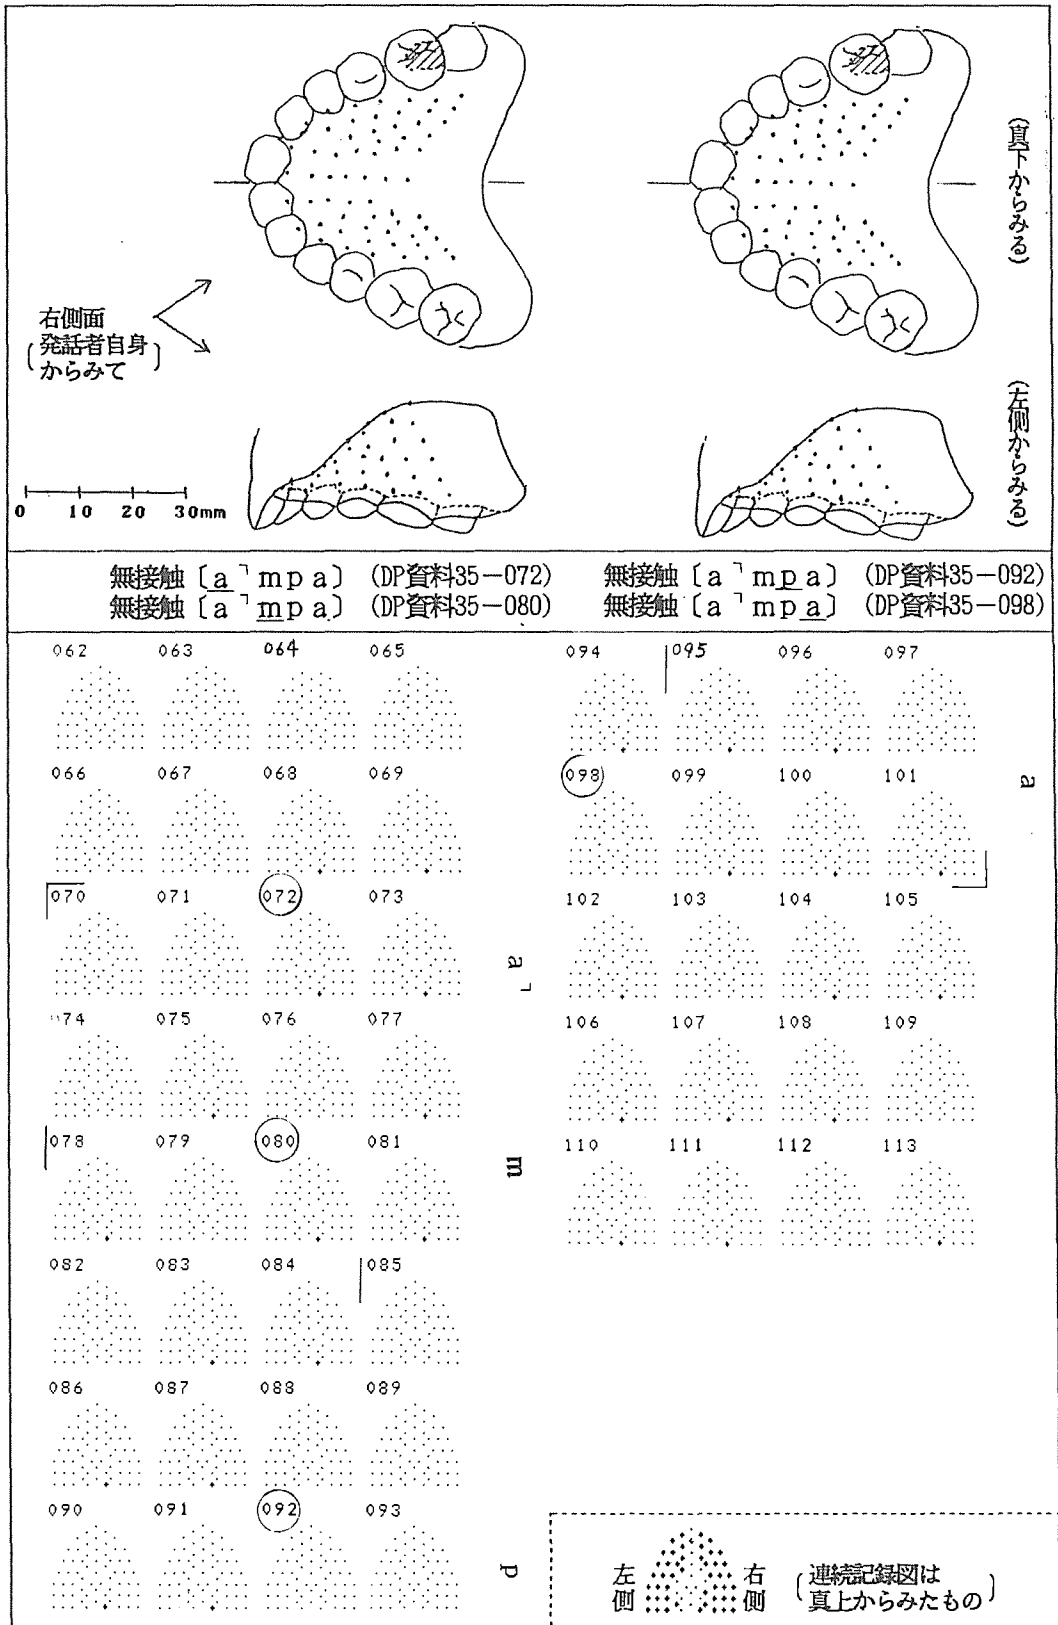 (真下からみる)
右側面
(発話者自身
からみて)
(左側からみる)
0 10 20 30mm
無接触〔a ┐ m p a〕 (DP資料35-072) 無接触〔a ┐ m p a〕 (DP資料35-092)
無接触〔a ┐ m p a〕 (DP資料35-080) 無接触〔a ┐ m p a〕 (DP資料35-098)
062 063 064 065
066 067 068 069
070 071 072 073
a ┐
074 075 076 077
078 079 080 081
m
082 083 084 085
086 087 088 089
090 091 092 093
p
094 095 096 097
098 099 100 101
a
102 103 104 105
106 107 108 109
110 111 112 113
左側 右側 (連続記録図は
真上からみたもの)